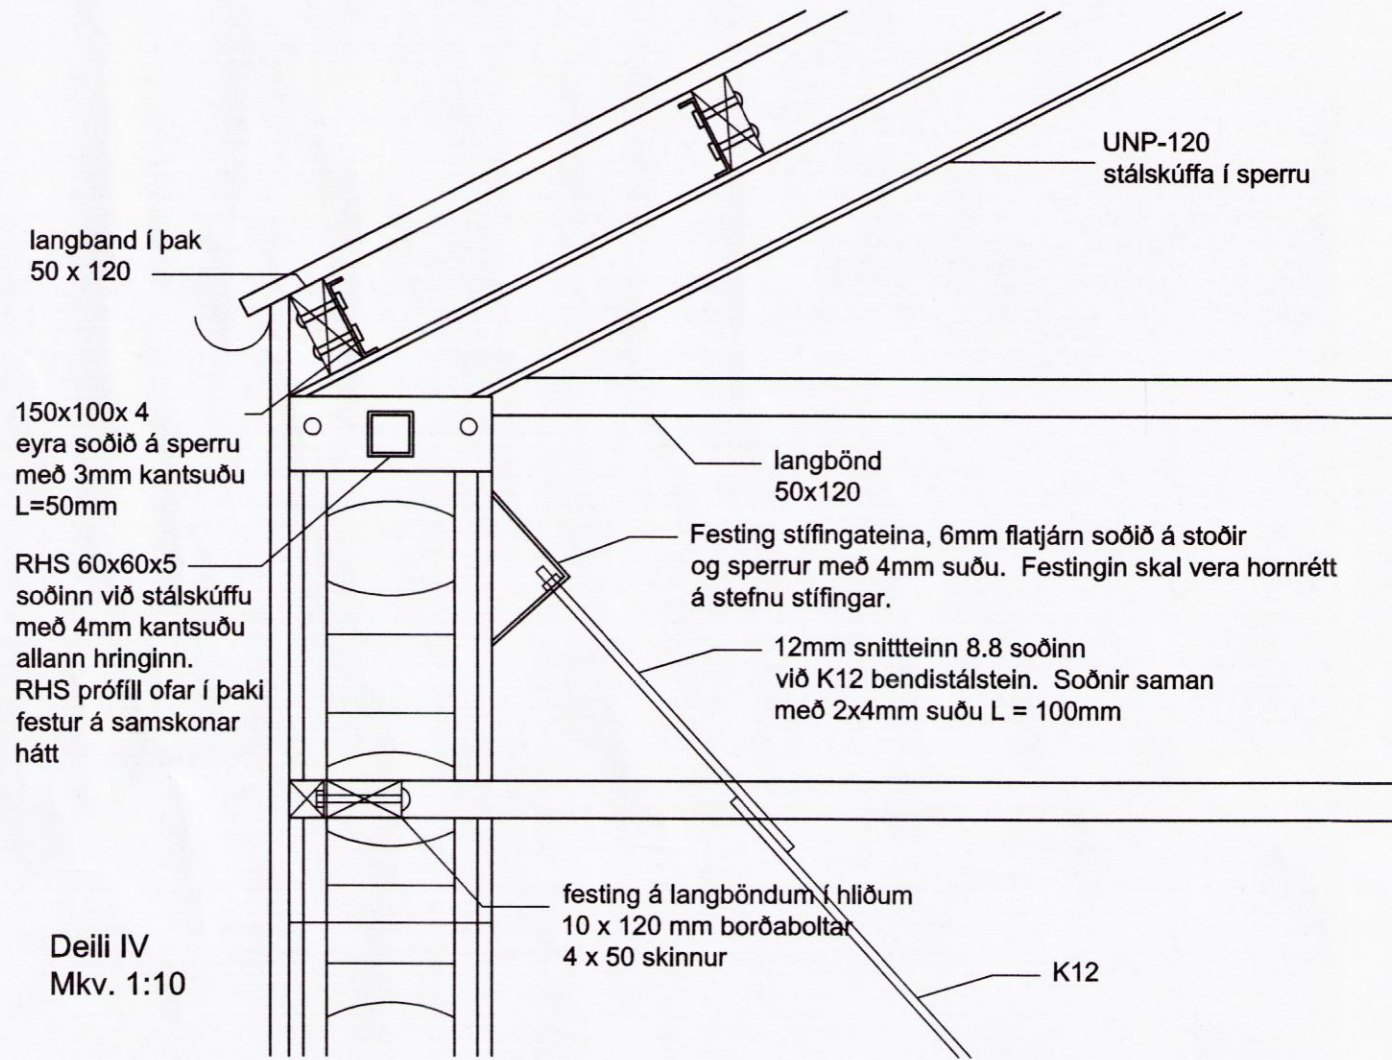 UNP-120
stálskúffa í sperru
langband í þak
50 x 120
150x100x 4
eyra soðið á sperru
með 3mm kantsuðu
L=50mm
langbönd
50x120
Festing stífingateina, 6mm flatjárn soðið á stoðir
og sperrur með 4mm suðu. Festingin skal vera hornrétt
á stefnu stífingar.
RHS 60x60x5
soðinn við stálskúffu
með 4mm kantsuðu
allann hringinn.
RHS prófíll ofar í þaki
festur á samskonar
hátt
12mm snittteinn 8.8 soðinn
við K12 bendistálstein. Soðnir saman
með 2x4mm suðu L = 100mm
festing á langböndum í hliðum
10 x 120 mm borðaboltar
4 x 50 skinnur
K12
Deili IV
Mkv. 1:10